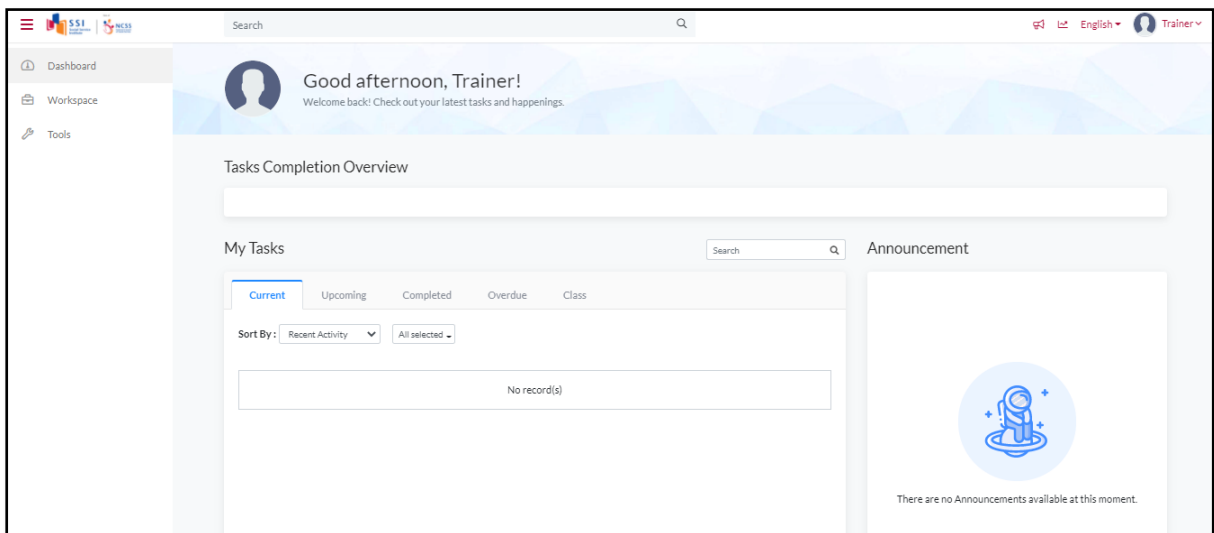 SSI
NCSS
Search
English
Trainer
Dashboard
Workspace
Tools
Good afternoon, Trainer!
Welcome back! Check out your latest tasks and happenings.
Tasks Completion Overview
My Tasks
Search
Announcement
Current Upcoming Completed Overdue Class
Sort By : Recent Activity All selected
No record(s)
There are no Announcements available at this moment.